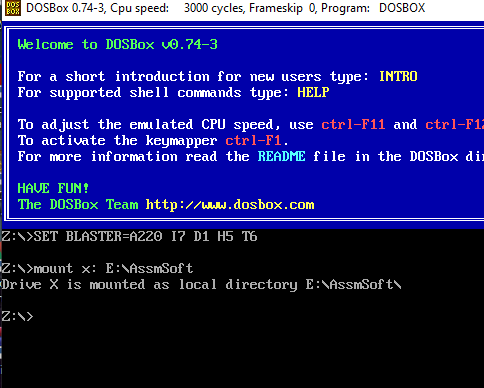 DOSBox 0.74-3, Cpu speed: 3000 cycles, Frameskip 0, Program: DOSBOX
Welcome to DOSBox v0.74-3
For a short introduction for new users type: INTRO
For supported shell commands type: HELP
To adjust the emulated CPU speed, use ctrl-F11 and ctrl-F12
To activate the keymapper ctrl-F1.
For more information read the README file in the DOSBox dir
HAVE FUN!
The DOSBox Team http://www.dosbox.com
Z:\>SET BLASTER=A220 I7 D1 H5 T6
Z:\>mount x: E:\AssmSoft
Drive X is mounted as local directory E:\AssmSoft\
Z:\>